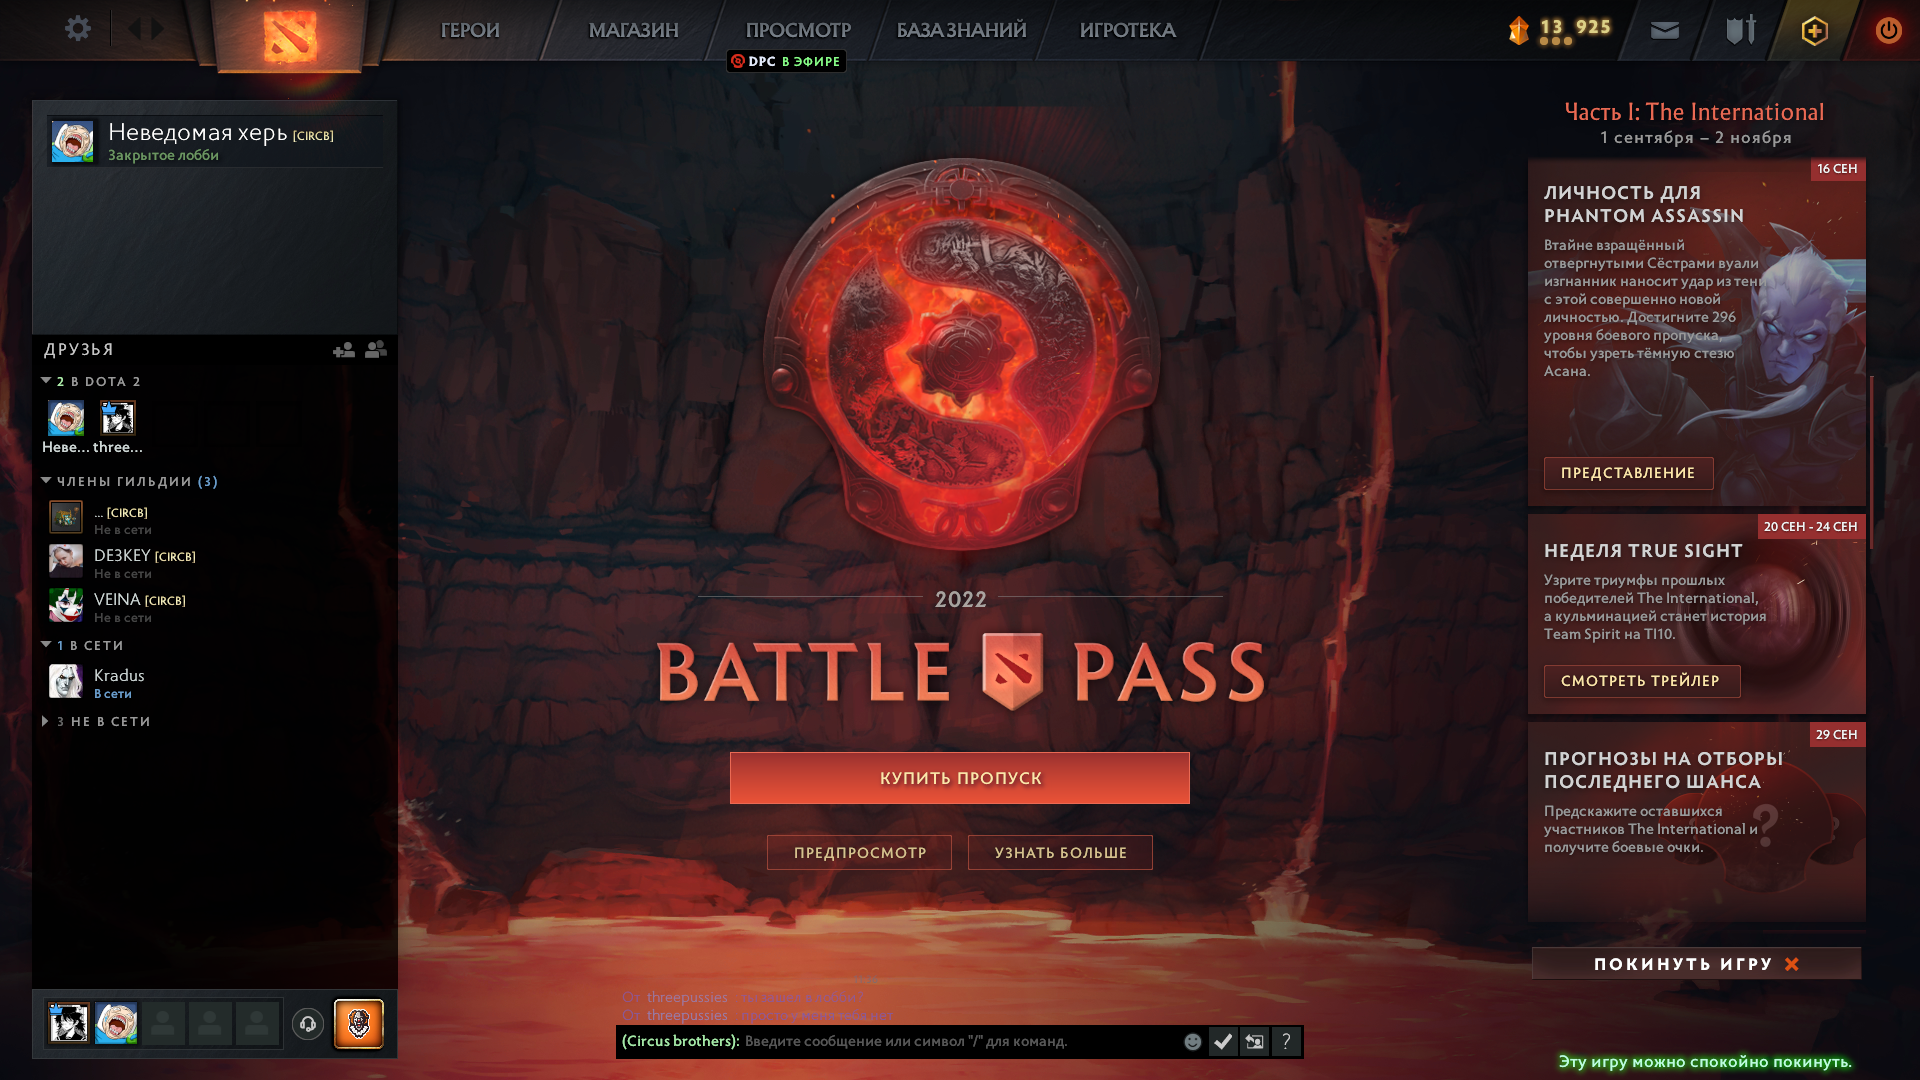 ГЕРОИ
МАГАЗИН
ПРОСМОТР
БАЗА ЗНАНИЙ
ИГРОТЕКА
DPC В ЭФИРЕ
13 925
Неведомая херь [CIRCB]
Закрытое лобби
ДРУЗЬЯ
2 В DOTA 2
Неве... three...
ЧЛЕНЫ ГИЛЬДИИ (3)
... [CIRCB]
Не в сети
DE3KEY [CIRCB]
Не в сети
VEINA [CIRCB]
Не в сети
1 В СЕТИ
Kradus
В сети
3 НЕ В СЕТИ
2022
BATTLE PASS
КУПИТЬ ПРОПУСК
ПРЕДПРОСМОТР
УЗНАТЬ БОЛЬШЕ
threepussies
threepussies
(Circus brothers): Введите сообщение или символ "/" для команд.
?
Часть I: The International
1 сентября – 2 ноября
16 СЕН
ЛИЧНОСТЬ ДЛЯ
PHANTOM ASSASSIN
Втайне взращённый
отвергнутыми Сёстрами вуали
изгнанник наносит удар из тени
с этой совершенно новой
личностью. Достигните 296
уровня боевого пропуска,
чтобы узреть тёмную стезю
Асана.
ПРЕДСТАВЛЕНИЕ
20 СЕН - 24 СЕН
НЕДЕЛЯ TRUE SIGHT
Узрите триумфы прошлых
победителей The International,
а кульминацией станет история
Team Spirit на TI10.
СМОТРЕТЬ ТРЕЙЛЕР
29 СЕН
ПРОГНОЗЫ НА ОТБОРЫ
ПОСЛЕДНЕГО ШАНСА
Предскажите оставшихся
участников The International и
получите боевые очки.
ПОКИНУТЬ ИГРУ
Эту игру можно спокойно покинуть.